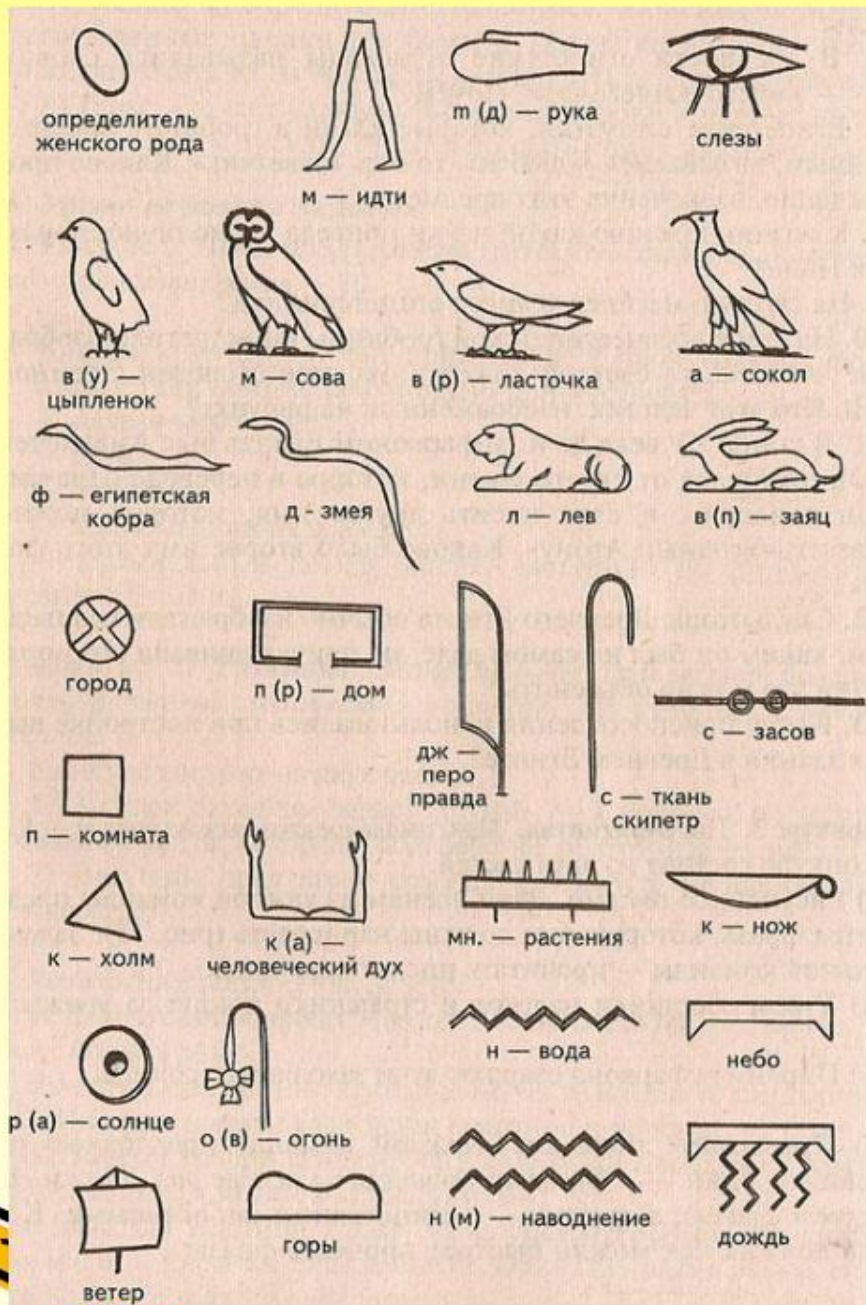 определитель
женского рода
м — идти
т (д) — рука
слезы
в (у) —
цыпленок
м — сова
в (р) — ласточка
а — сокол
ф — египетская
кобра
д - змея
л — лев
в (п) — заяц
город
п (р) — дом
дж —
перо
правда
с — ткань
скипетр
с — засов
п — комната
к — холм
к (а) —
человеческий дух
мн. — растения
к — нож
р (а) — солнце
о (в) — огонь
н — вода
небо
ветер
горы
н (м) — наводнение
дождь